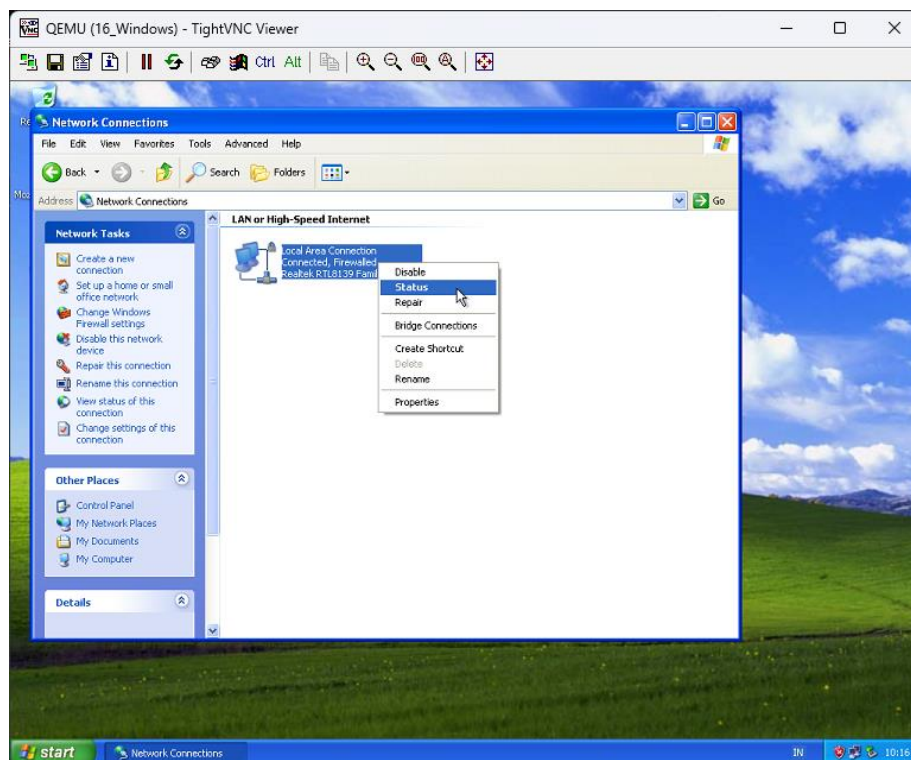 QEMU (16_Windows) - TightVNC Viewer
Ctrl Alt
Network Connections
File Edit View Favorites Tools Advanced Help
Back Search Folders
Address Network Connections Go
Network Tasks
Create a new
connection
Set up a home or small
office network
Change Windows
Firewall settings
Disable this network
device
Repair this connection
Rename this connection
View status of this
connection
Change settings of this
connection
Other Places
Control Panel
My Network Places
My Documents
My Computer
Details
LAN or High-Speed Internet
Local Area Connection
Connected, Firewalled
Realtek RTL8139 Famil
Disable
Status
Repair
Bridge Connections
Create Shortcut
Delete
Rename
Properties
start Network Connections IN 10:16